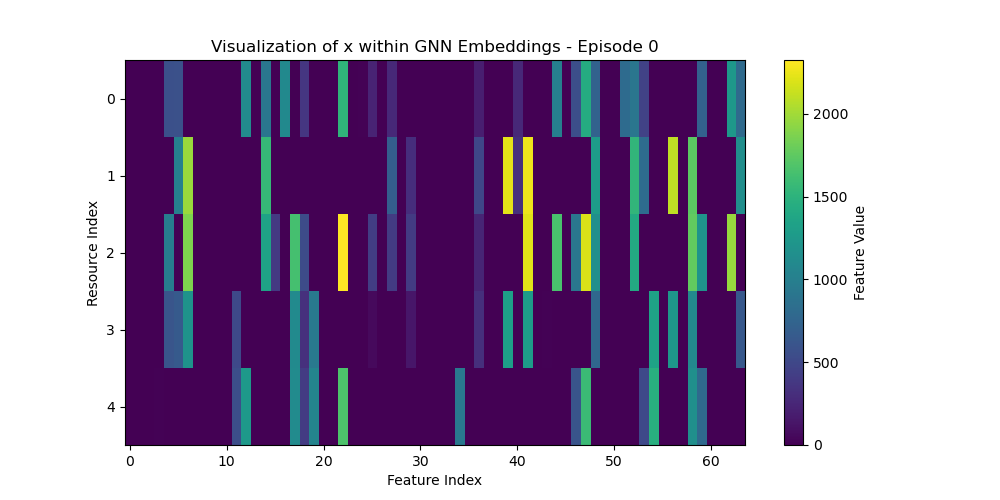 Visualization of x within GNN Embeddings - Episode 0
Resource Index
0
1
2
3
4
0 10 20 30 40 50 60
Feature Index
2000
1500
1000
500
0
Feature Value